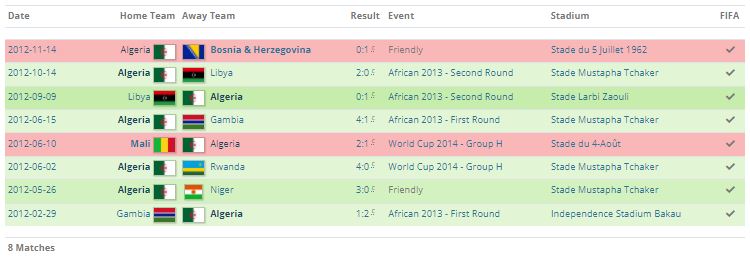 Date Home Team Away Team Result Event Stadium FIFA
2012-11-14 Algeria Bosnia & Herzegovina 0:1 Friendly Stade du 5 Juillet 1962
2012-10-14 Algeria Libya 2:0 African 2013 - Second Round Stade Mustapha Tchaker
2012-09-09 Libya Algeria 0:1 African 2013 - Second Round Stade Larbi Zaouli
2012-06-15 Algeria Gambia 4:1 African 2013 - First Round Stade Mustapha Tchaker
2012-06-10 Mali Algeria 2:1 World Cup 2014 - Group H Stade du 4-Août
2012-06-02 Algeria Rwanda 4:0 World Cup 2014 - Group H Stade Mustapha Tchaker
2012-05-26 Algeria Niger 3:0 Friendly Stade Mustapha Tchaker
2012-02-29 Gambia Algeria 1:2 African 2013 - First Round Independence Stadium Bakau
8 Matches